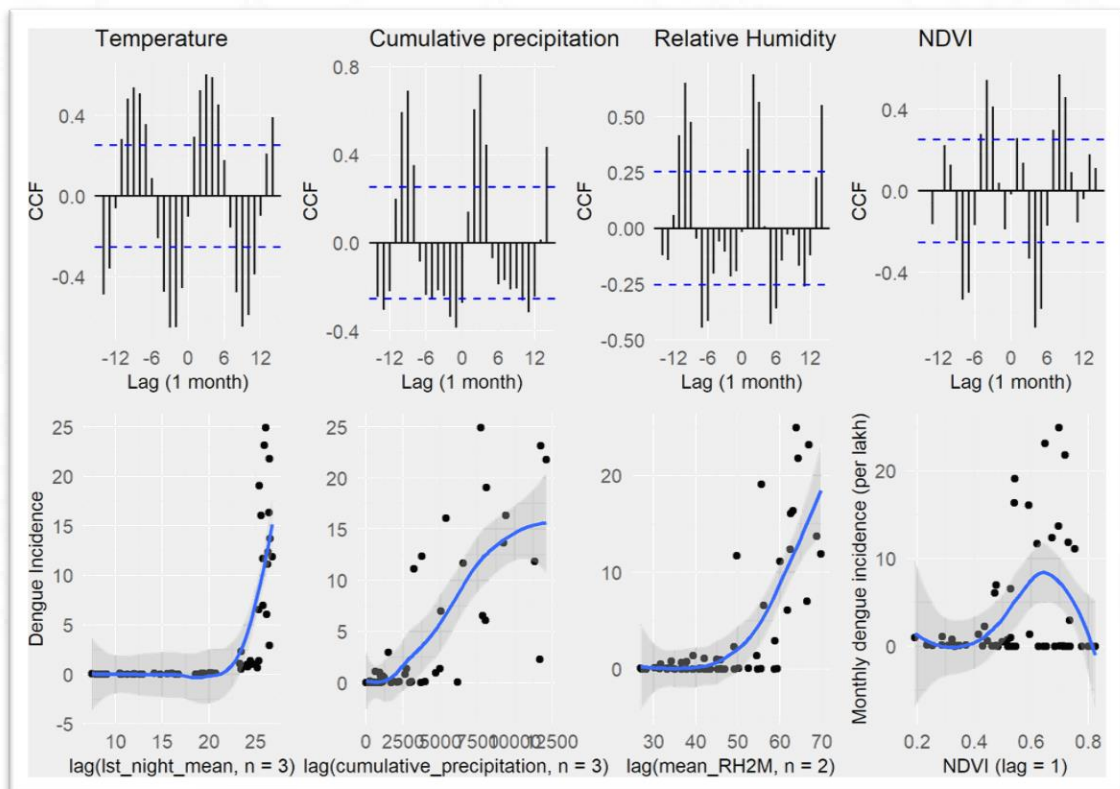 Temperature
Cumulative precipitation
Relative Humidity
NDVI
CCF
0.4
0.0
-0.4
-12 -6 0 6 12
Lag (1 month)
CCF
0.8
0.4
0.0
-0.4
-12 -6 0 6 12
Lag (1 month)
CCF
0.50
0.25
0.00
-0.25
-0.50
-12 -6 0 6 12
Lag (1 month)
CCF
0.4
0.0
-0.4
-12 -6 0 6 12
Lag (1 month)
Dengue Incidence
25
20
15
10
5
0
-5
10 15 20 25
lag(lst_night_mean, n = 3)
25
20
15
10
5
0
0 2500 5000 7500 10000 12500
lag(cumulative_precipitation, n = 3)
20
10
0
30 40 50 60 70
lag(mean_RH2M, n = 2)
Monthly dengue incidence (per lakh)
20
10
0
0.2 0.4 0.6 0.8
NDVI (lag = 1)